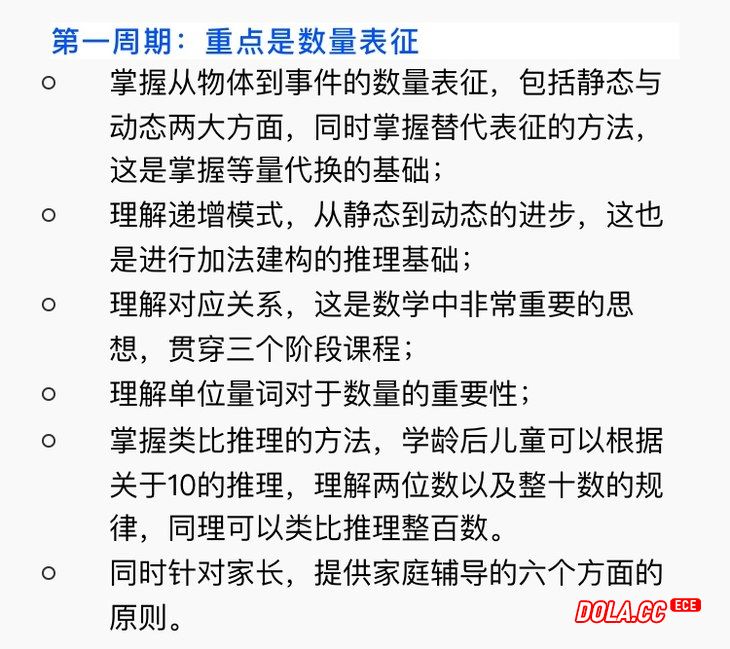 第一周期：重点是数量表征
掌握从物体到事件的数量表征，包括静态与
动态两大方面，同时掌握替代表征的方法，
这是掌握等量代换的基础；
理解递增模式，从静态到动态的进步，这也
是进行加法建构的推理基础；
理解对应关系，这是数学中非常重要的思
想，贯穿三个阶段课程；
理解单位量词对于数量的重要性；
掌握类比推理的方法，学龄后儿童可以根据
关于10的推理，理解两位数以及整十数的规
律，同理可以类比推理整百数。
同时针对家长，提供家庭辅导的六个方面的
原则。
DOLA.CC ECE